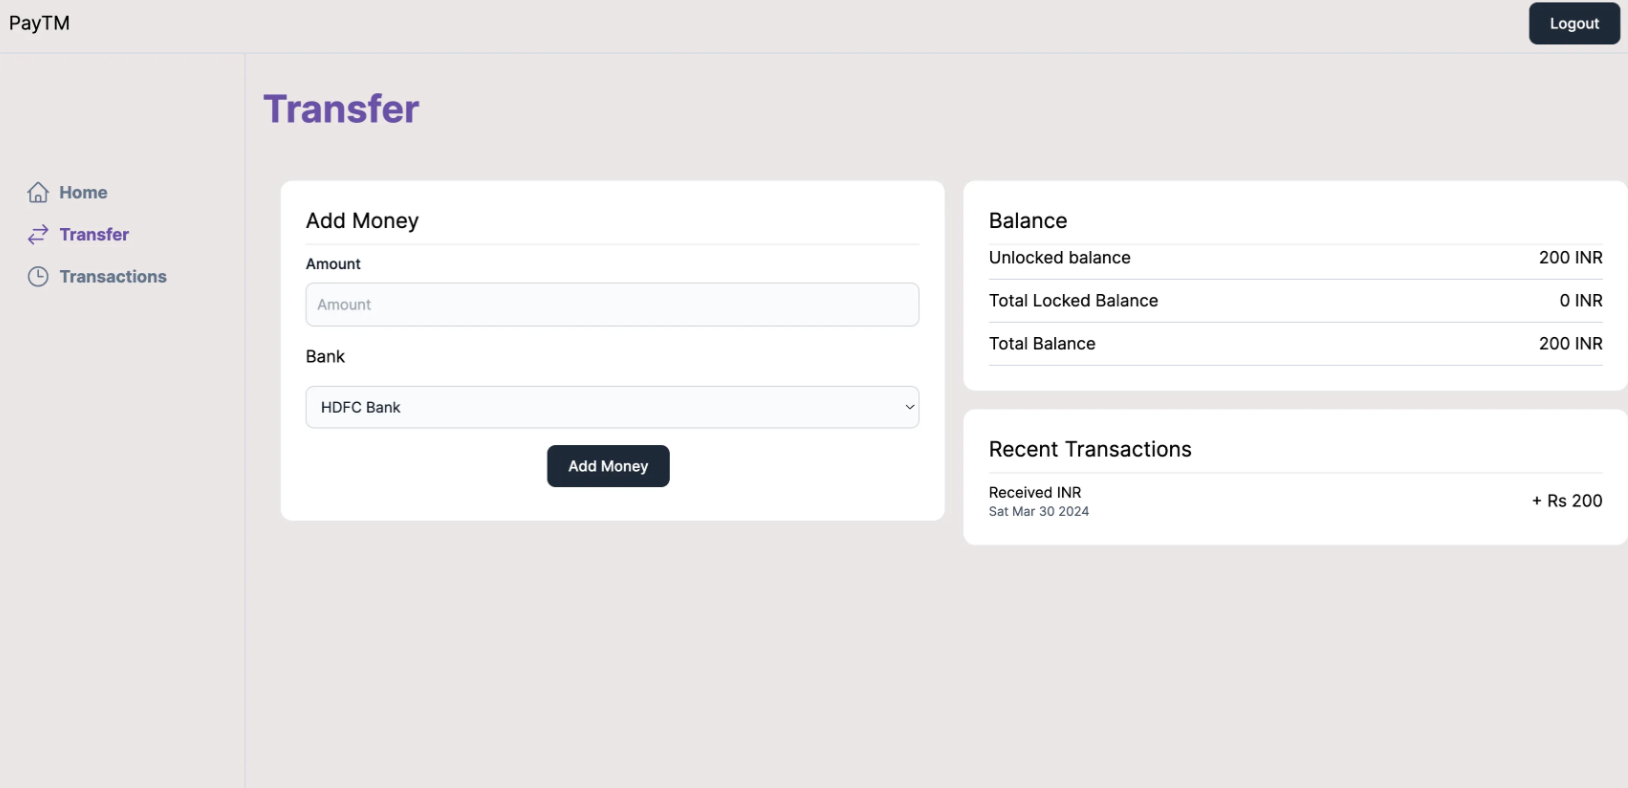 PayTM
Logout
Transfer
Home
Transfer
Transactions
Add Money
Amount
Amount
Bank
HDFC Bank
Add Money
Balance
Unlocked balance 200 INR
Total Locked Balance 0 INR
Total Balance 200 INR
Recent Transactions
Received INR
Sat Mar 30 2024
+ Rs 200